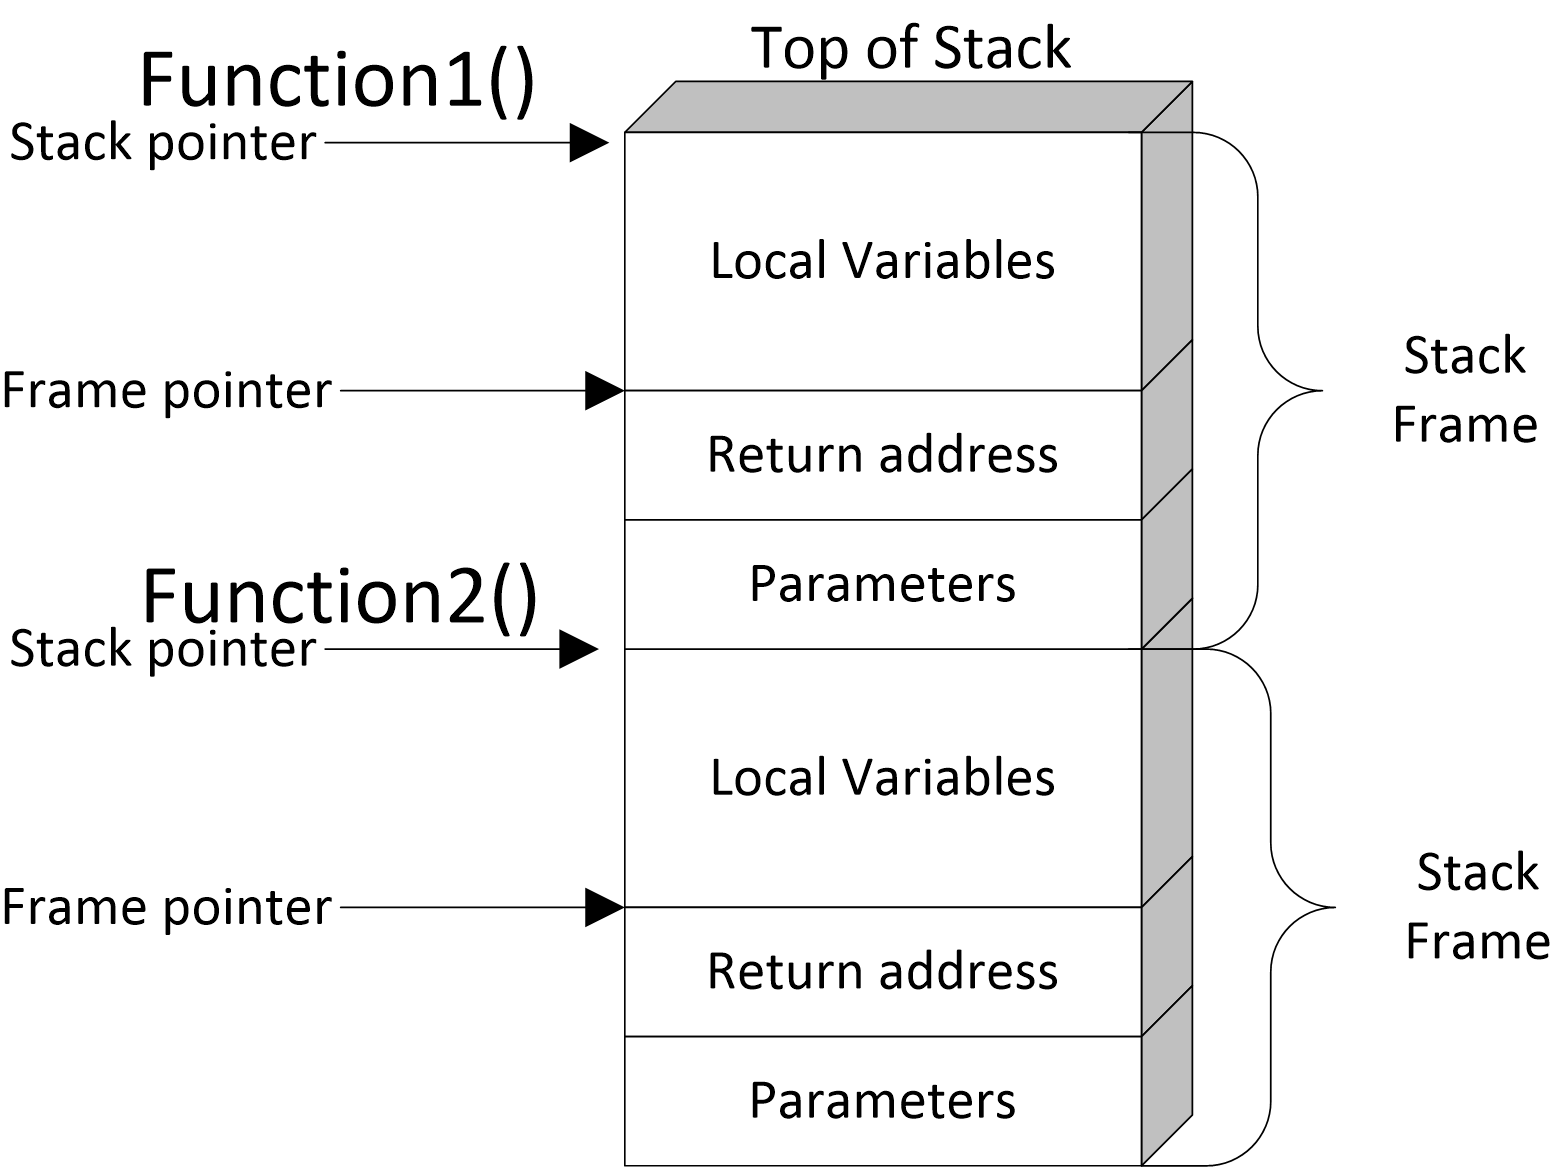 Top of Stack
Function1()
Stack pointer
Local Variables
Stack
Frame
Frame pointer
Return address
Parameters
Function2()
Stack pointer
Local Variables
Stack
Frame
Frame pointer
Return address
Parameters